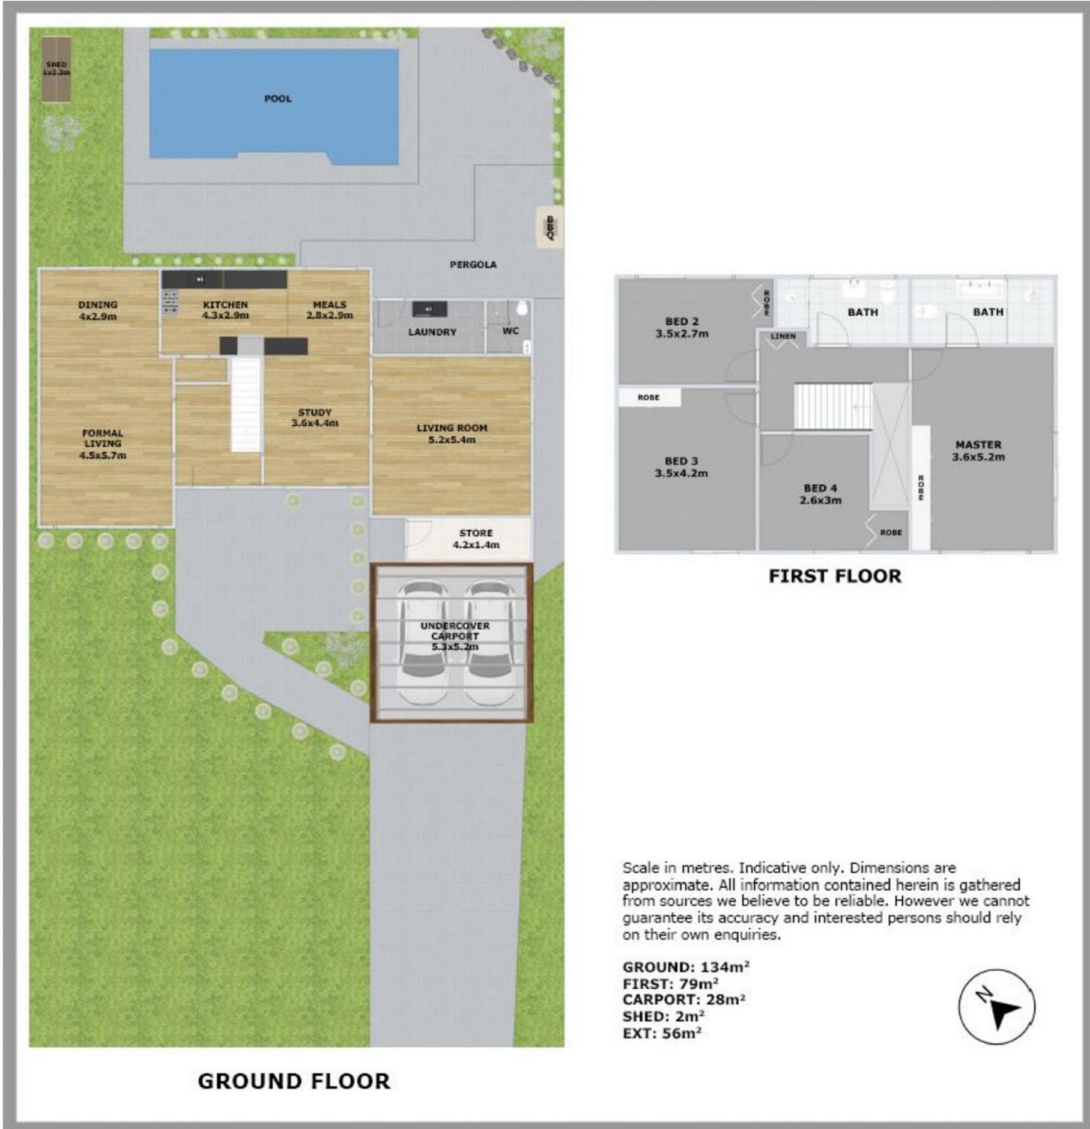 SHED
1x2.3m
POOL
BBQ
PERGOLA
DINING
4x2.9m
KITCHEN
4.3x2.9m
MEALS
2.8x2.9m
LAUNDRY
WC
STUDY
3.6x4.4m
FORMAL
LIVING
4.5x5.7m
LIVING ROOM
5.2x5.4m
STORE
4.2x1.4m
UNDERCOVER
CARPORT
5.3x5.2m
GROUND FLOOR
BED 2
3.5x2.7m
ROBE
BATH
BATH
LINEN
ROBE
BED 3
3.5x4.2m
BED 4
2.6x3m
ROBE
ROBE
MASTER
3.6x5.2m
FIRST FLOOR
Scale in metres. Indicative only. Dimensions are
approximate. All information contained herein is gathered
from sources we believe to be reliable. However we cannot
guarantee its accuracy and interested persons should rely
on their own enquiries.
GROUND: 134m²
FIRST: 79m²
CARPORT: 28m²
SHED: 2m²
EXT: 56m²
N